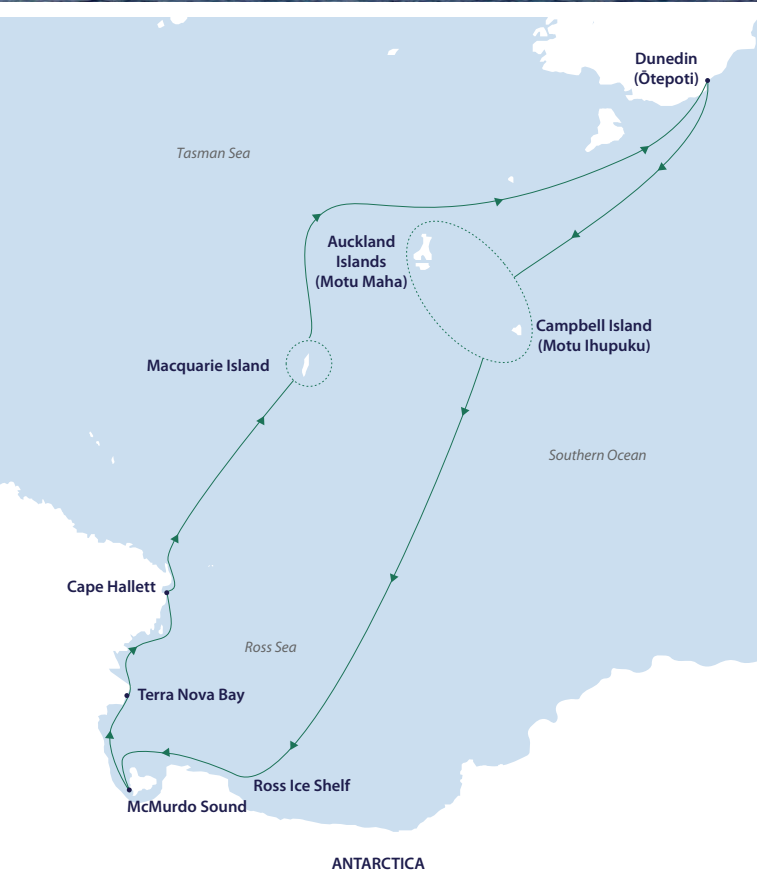 Dunedin
(Ōtepoti)
Tasman Sea
Auckland
Islands
(Motu Maha)
Campbell Island
(Motu Ihupuku)
Macquarie Island
Southern Ocean
Cape Hallett
Ross Sea
Terra Nova Bay
Ross Ice Shelf
McMurdo Sound
ANTARCTICA